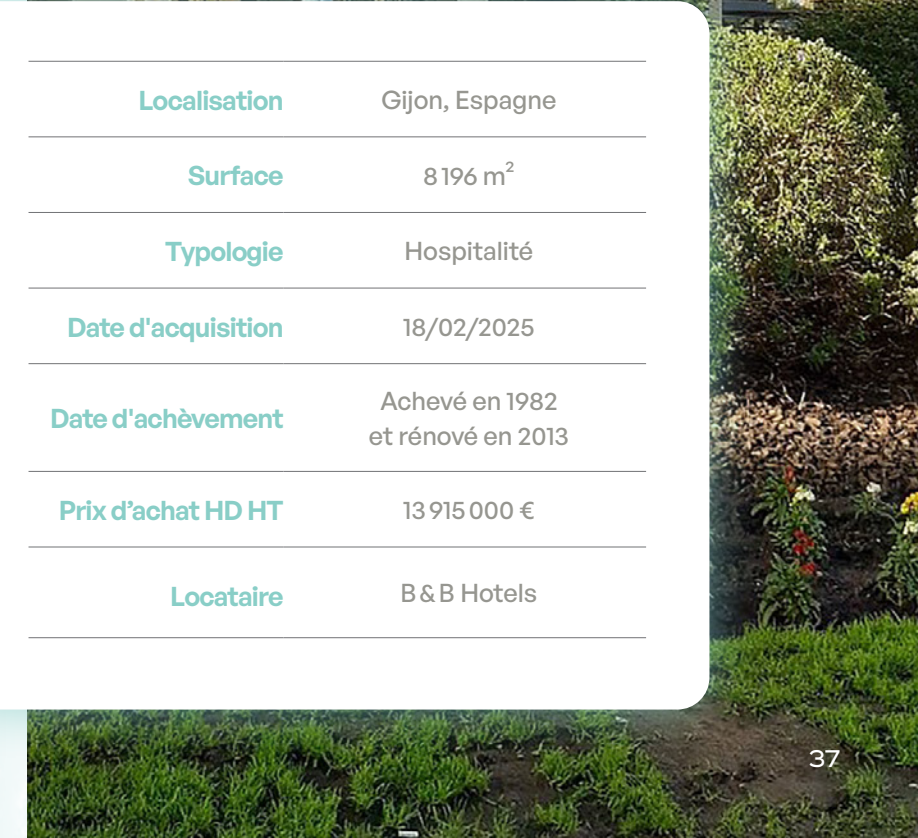 Localisation Gijon, Espagne
Surface 8 196 m²
Typologie Hospitalité
Date d'acquisition 18/02/2025
Date d'achèvement Achevé en 1982
et rénové en 2013
Prix d’achat HD HT 13 915 000 €
Locataire B & B Hotels
37